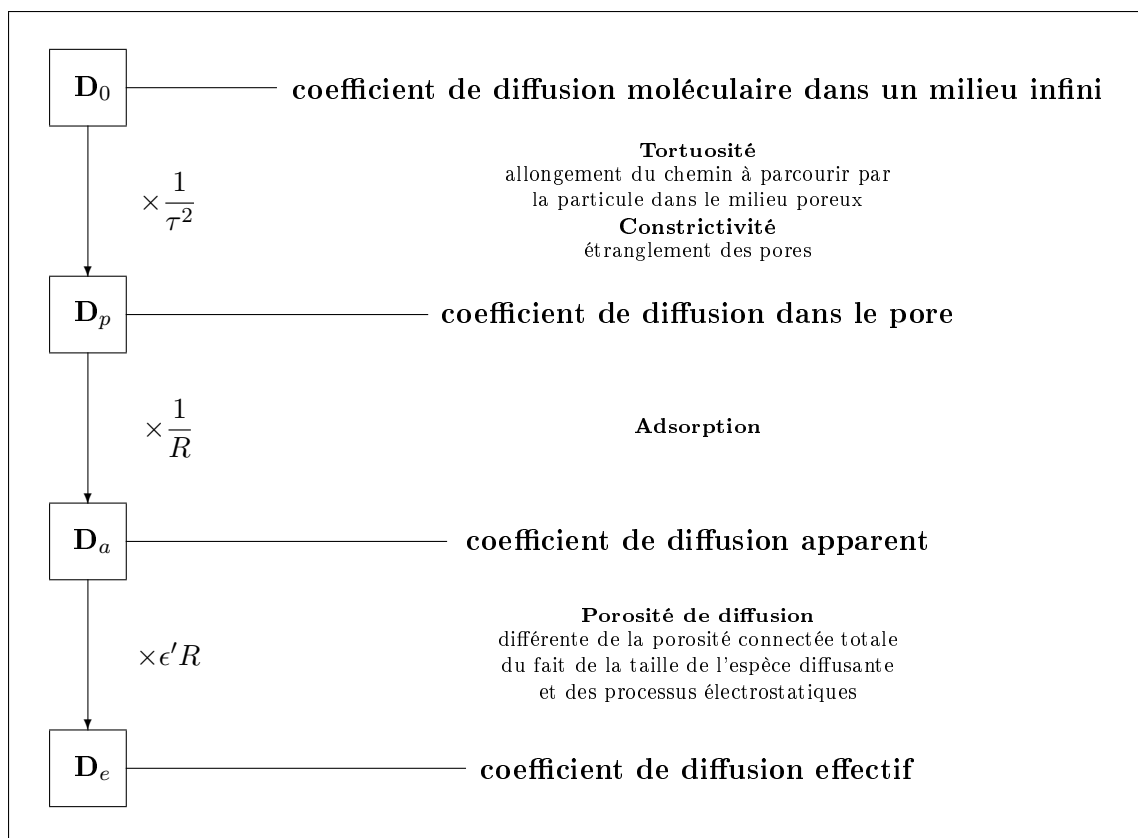 D₀ coefficient de diffusion moléculaire dans un milieu infini
Tortuosité
allongement du chemin à parcourir par
×1/τ² la particule dans le milieu poreux
Constrictivité
étranglement des pores
Dₚ coefficient de diffusion dans le pore
×1/R Adsorption
Dₐ coefficient de diffusion apparent
Porosité de diffusion
différente de la porosité connectée totale
×ϵ′R du fait de la taille de l'espèce diffusante
et des processus électrostatiques
Dₑ coefficient de diffusion effectif